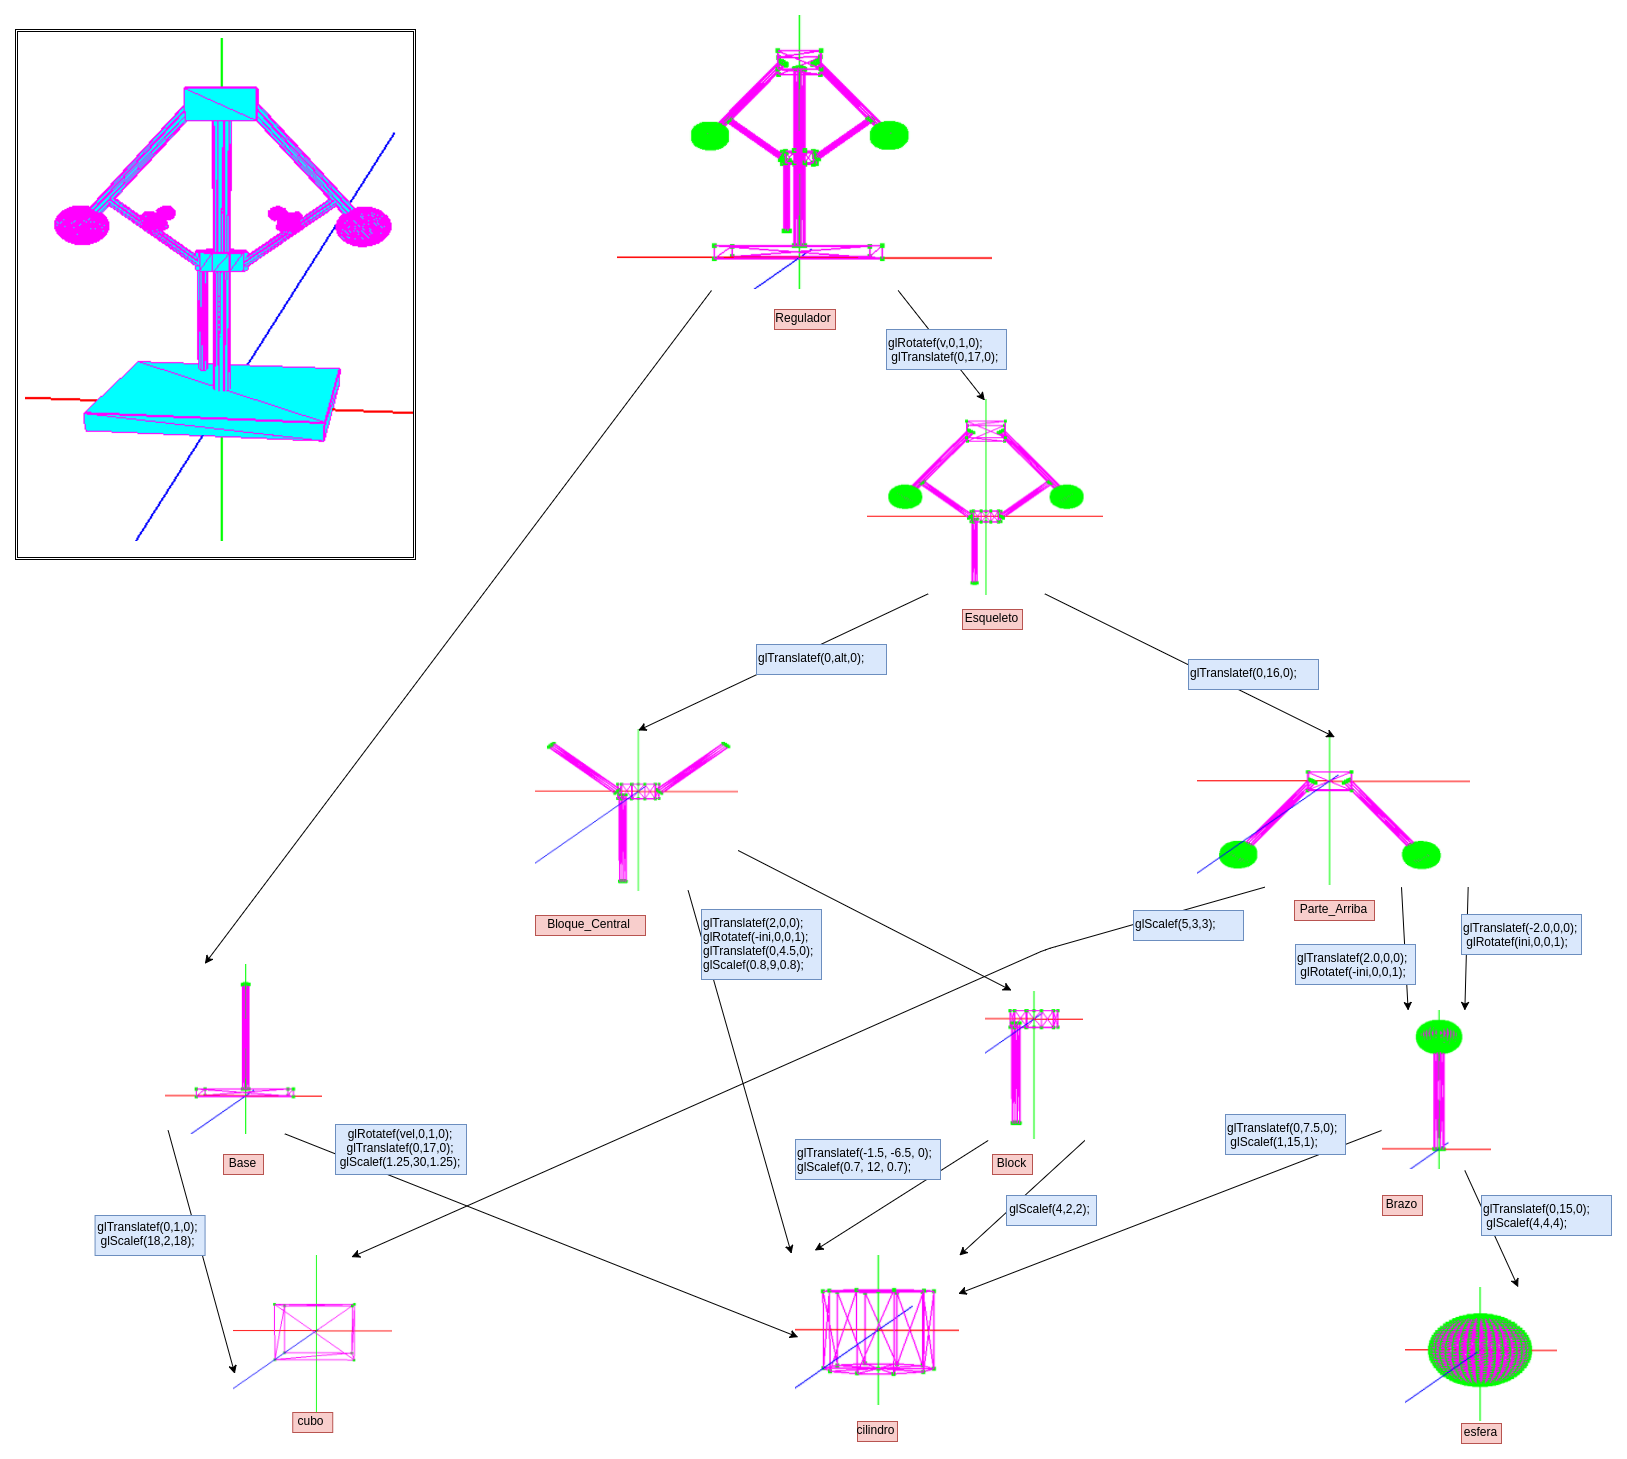 Regulador
glRotatef(v,0,1,0);
glTranslatef(0,17,0);
Esqueleto
glTranslatef(0,alt,0);
glTranslatef(0,16,0);
Bloque_Central
Parte_Arriba
glTranslatef(2,0,0);
glRotatef(-ini,0,0,1);
glTranslatef(0,4.5,0);
glScalef(0.8,9,0.8);
glScalef(5,3,3);
glTranslatef(2.0,0,0);
glRotatef(-ini,0,0,1);
glTranslatef(-2.0,0,0);
glRotatef(ini,0,0,1);
Base
glRotatef(vel,0,1,0);
glTranslatef(0,17,0);
glScalef(1.25,30,1.25);
glTranslatef(-1.5, -6.5, 0);
glScalef(0.7, 12, 0.7);
Block
glTranslatef(0,7.5,0);
glScalef(1,15,1);
Brazo
glTranslatef(0,1,0);
glScalef(18,2,18);
glScalef(4,2,2);
glTranslatef(0,15,0);
glScalef(4,4,4);
cubo
cilindro
esfera